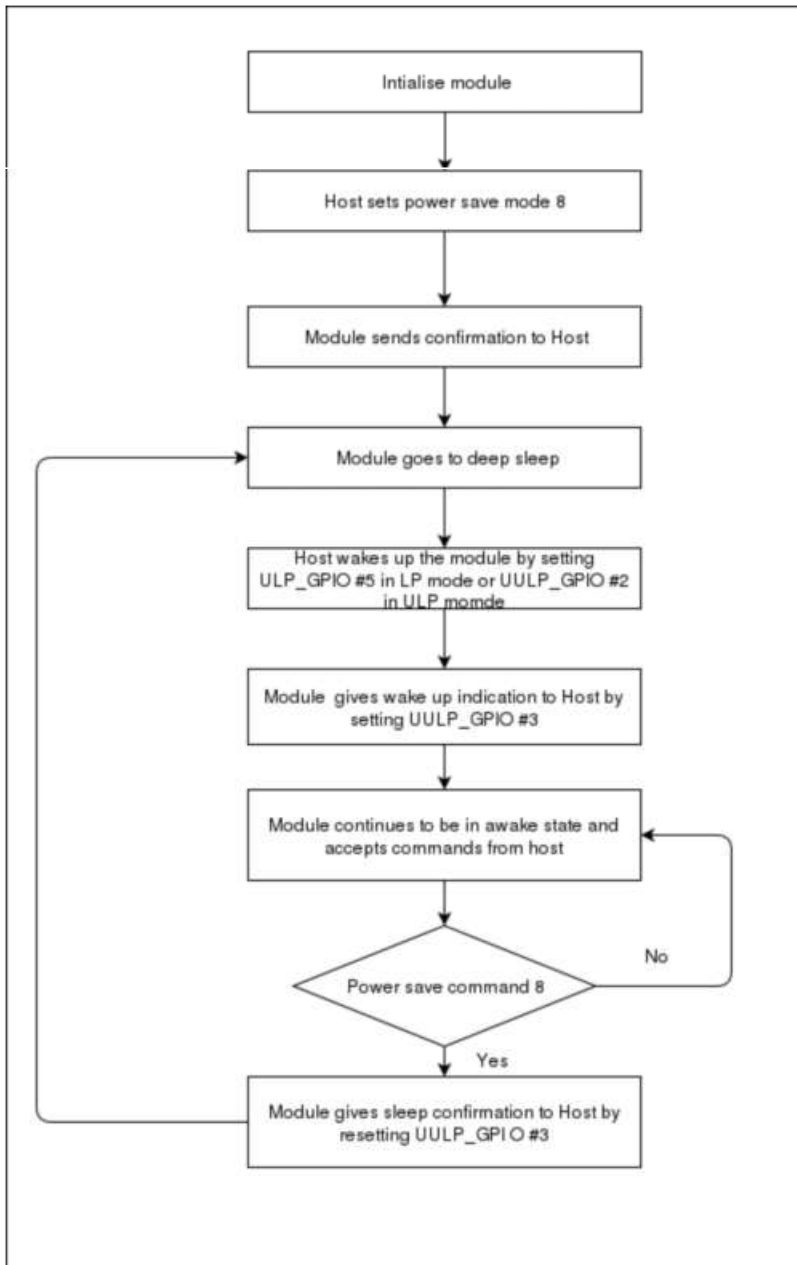 Intialise module
Host sets power save mode 8
Module sends confirmation to Host
Module goes to deep sleep
Host wakes up the module by setting
ULP_GPIO #5 in LP mode or UULP_GPIO #2
in ULP momde
Module gives wake up indication to Host by
setting UULP_GPIO #3
Module continues to be in awake state and
accepts commands from host
No
Power save command 8
Yes
Module gives sleep confirmation to Host by
resetting UULP_GPIO #3